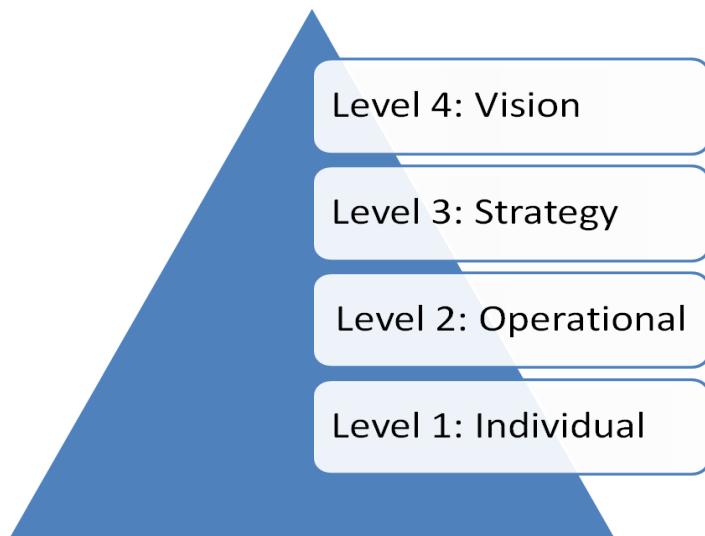 Level 4: Vision
Level 3: Strategy
Level 2: Operational
Level 1: Individual